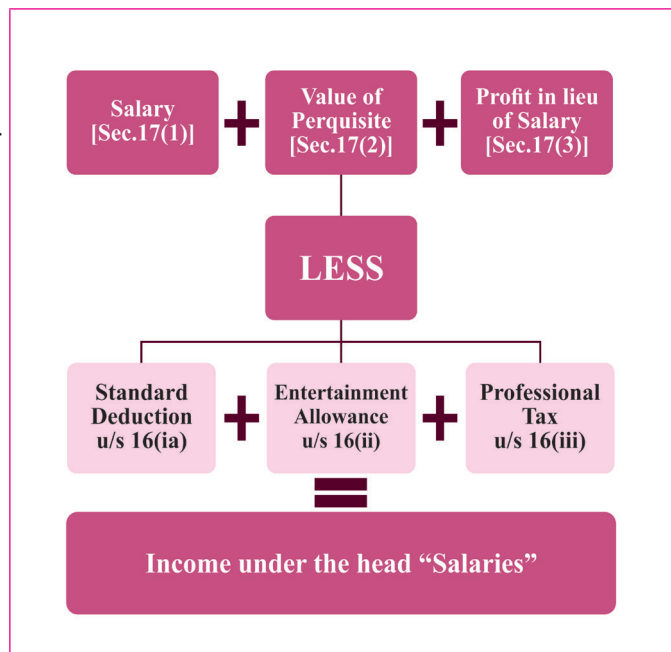 Salary
[Sec.17(1)]
+
Value of
Perquisite
[Sec.17(2)]
+
Profit in lieu
of Salary
[Sec.17(3)]
LESS
Standard
Deduction
u/s 16(ia)
+
Entertainment
Allowance
u/s 16(ii)
+
Professional
Tax
u/s 16(iii)
=
Income under the head “Salaries”